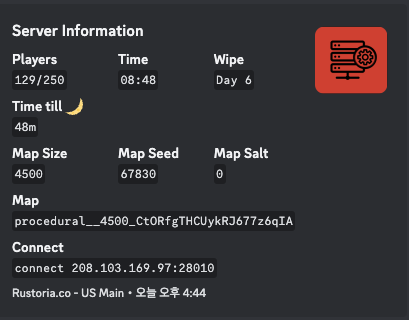 Server Information
Players Time Wipe
129/250 08:48 Day 6
Time till 🌙
48m
Map Size Map Seed Map Salt
4500 67830 0
Map
procedural__4500_CtORfgTHCUykRJ677z6qIA
Connect
connect 208.103.169.97:28010
Rustoria.co - US Main • 오늘 오후 4:44